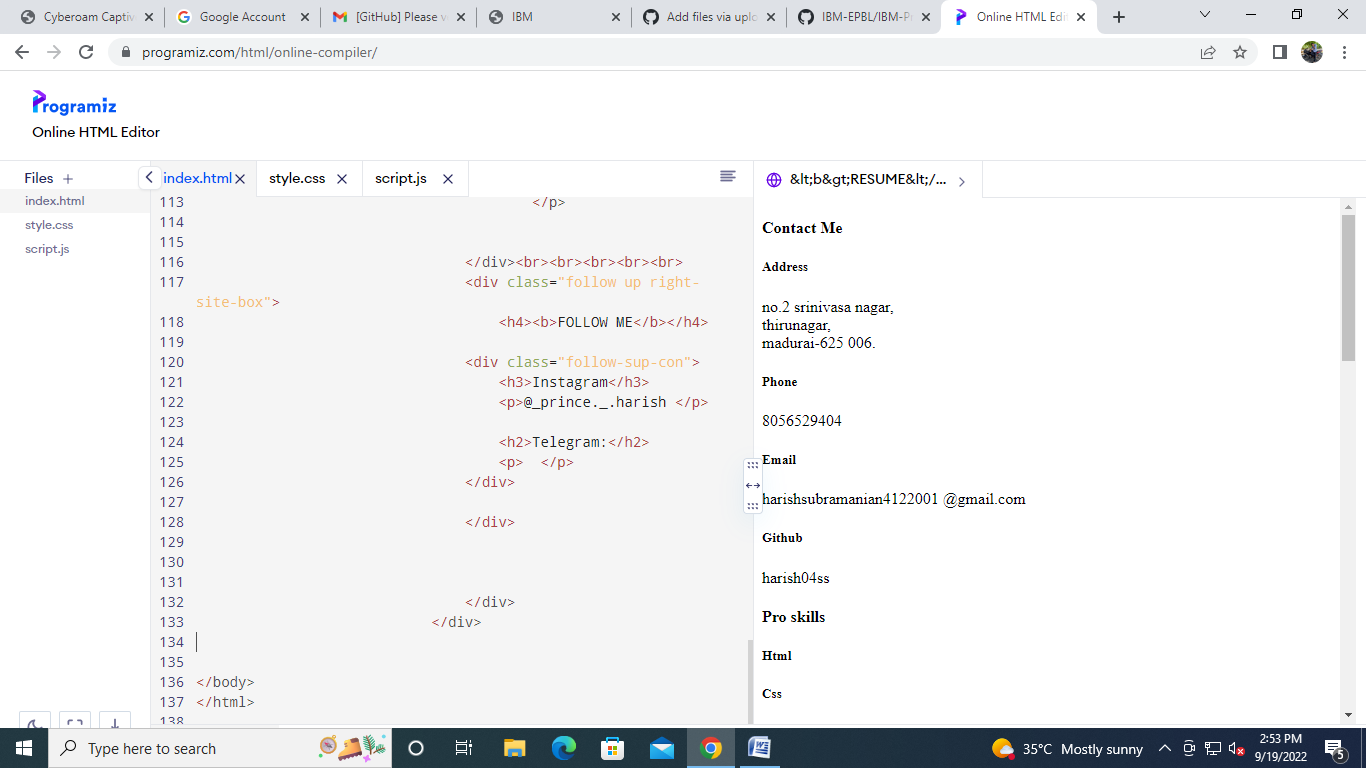 Cyberoam Captiv
Google Account
[GitHub] Please v
IBM
Add files via uplo
IBM-EPBL/IBM-P
Online HTML Edi
programiz.com/html/online-compiler/
Programiz
Online HTML Editor
Files
index.html
style.css
script.js
index.html
style.css
script.js
&lt;b&gt;RESUME&lt;/...
113 </p>
114
115
116 </div><br><br><br><br><br>
117 <div class="follow up right-
site-box">
118 <h4><b>FOLLOW ME</b></h4>
119
120 <div class="follow-sup-con">
121 <h3>Instagram</h3>
122 <p>@_prince._.harish </p>
123
124 <h2>Telegram:</h2>
125 <p>  </p>
126 </div>
127
128 </div>
129
130
131
132 </div>
133 </div>
134
135
136 </body>
137 </html>
138
Contact Me
Address
no.2 srinivasa nagar,
thirunagar,
madurai-625 006.
Phone
8056529404
Email
harishsubramanian4122001 @gmail.com
Github
harish04ss
Pro skills
Html
Css
Type here to search
35°C Mostly sunny
2:53 PM
9/19/2022
5